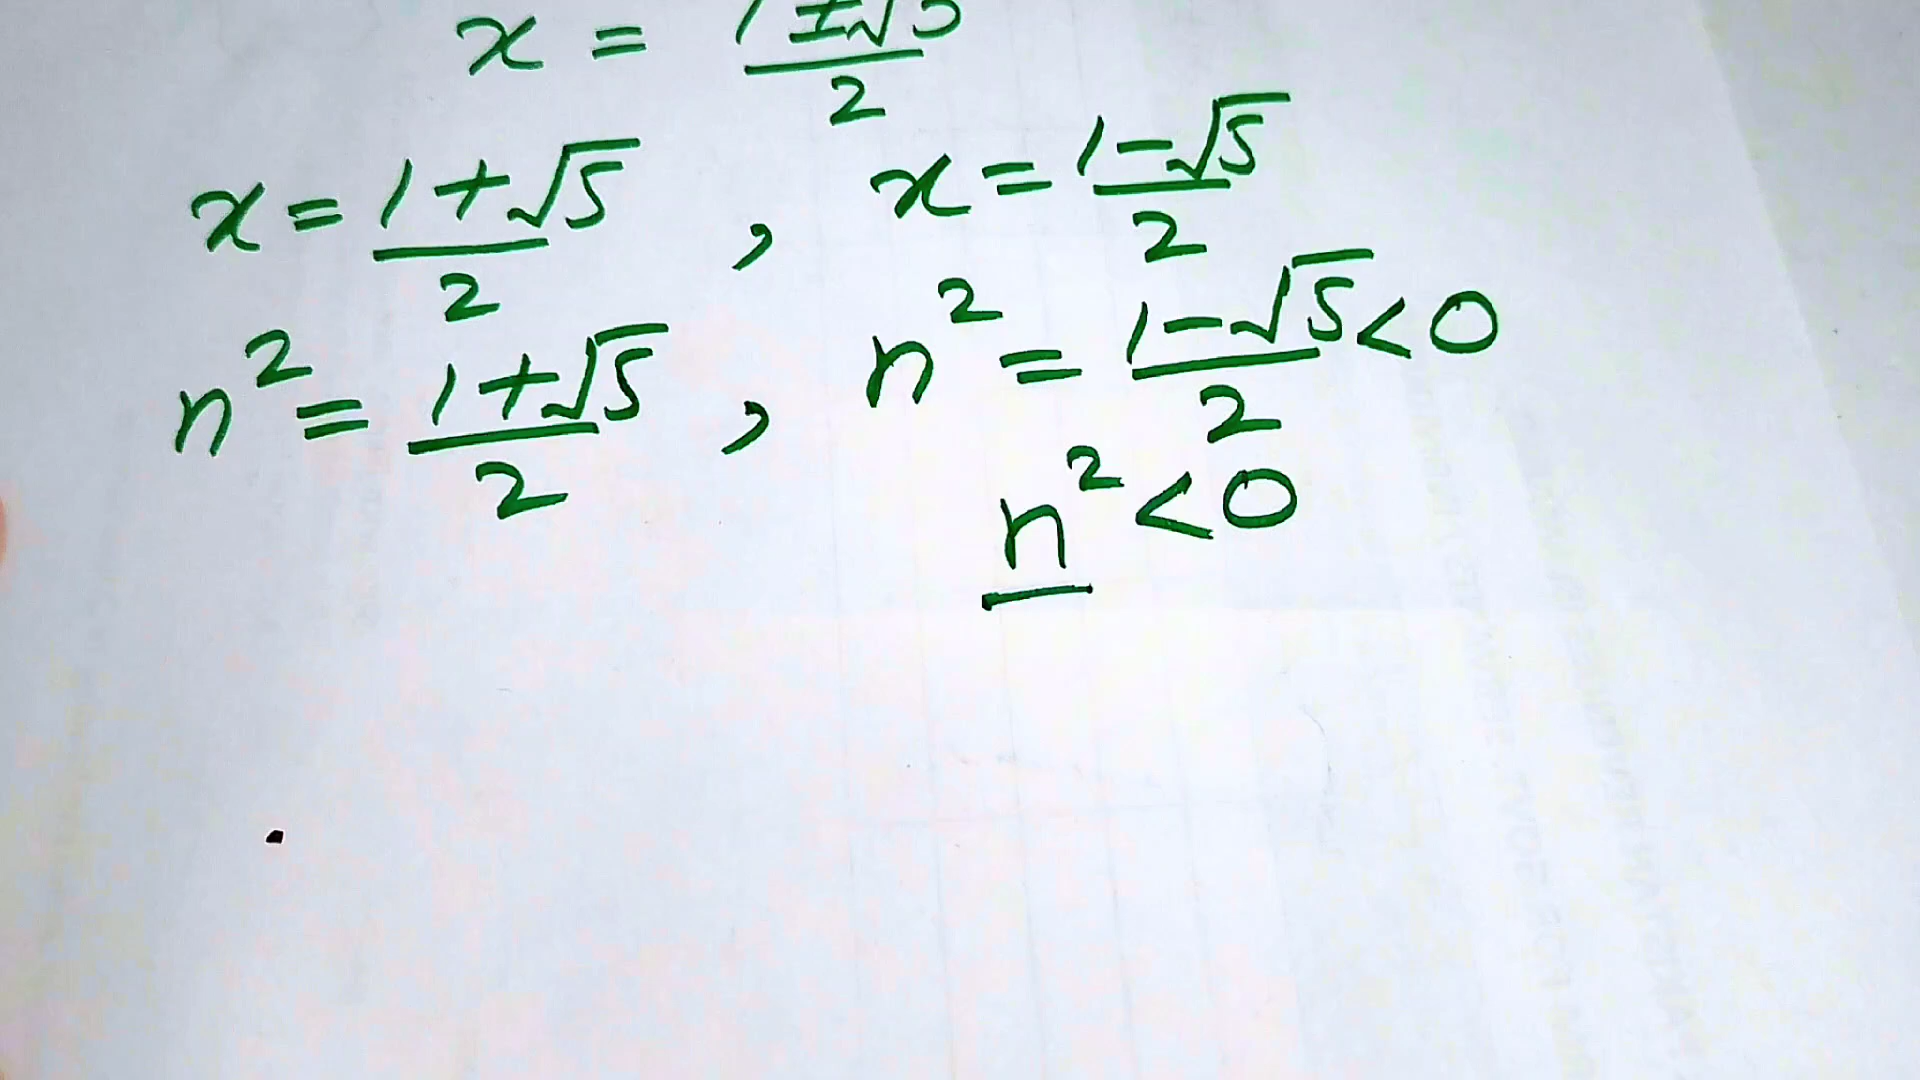 x = 1±√5/2
x = 1+√5/2 , x = 1-√5/2
n² = 1+√5/2 , n² = 1-√5/2 < 0
n² < 0